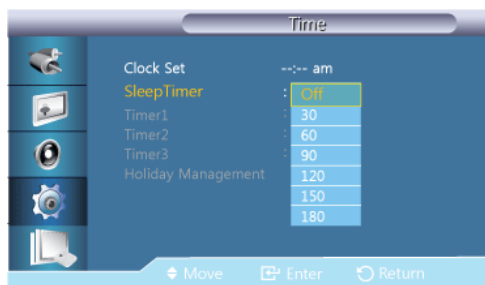 Time
Clock Set --:-- am
SleepTimer : Off
Timer1 : 30
Timer2 : 60
Timer3 : 90
Holiday Management 120
150
180
Move Enter Return